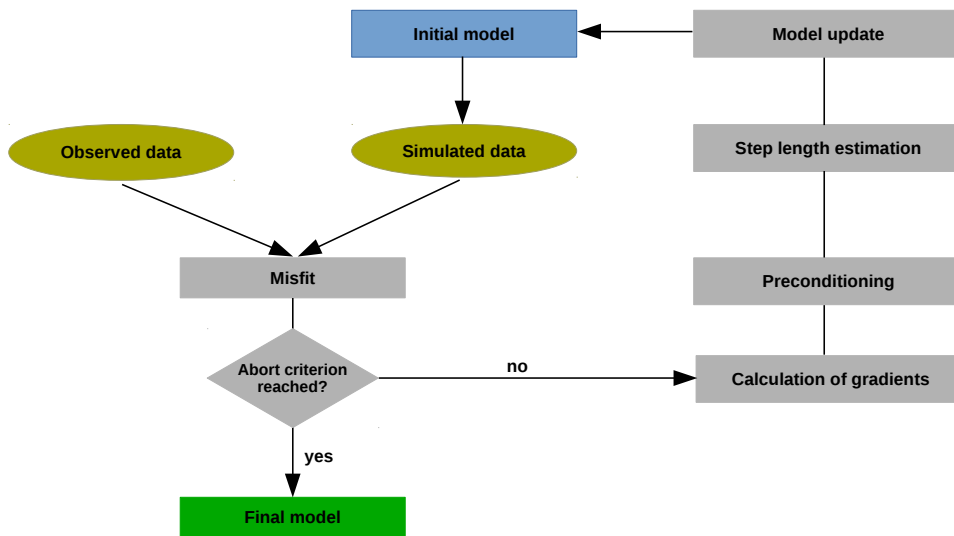 Initial model
Model update
Observed data
Simulated data
Step length estimation
Misfit
Preconditioning
Abort criterion
reached?
no
Calculation of gradients
yes
Final model